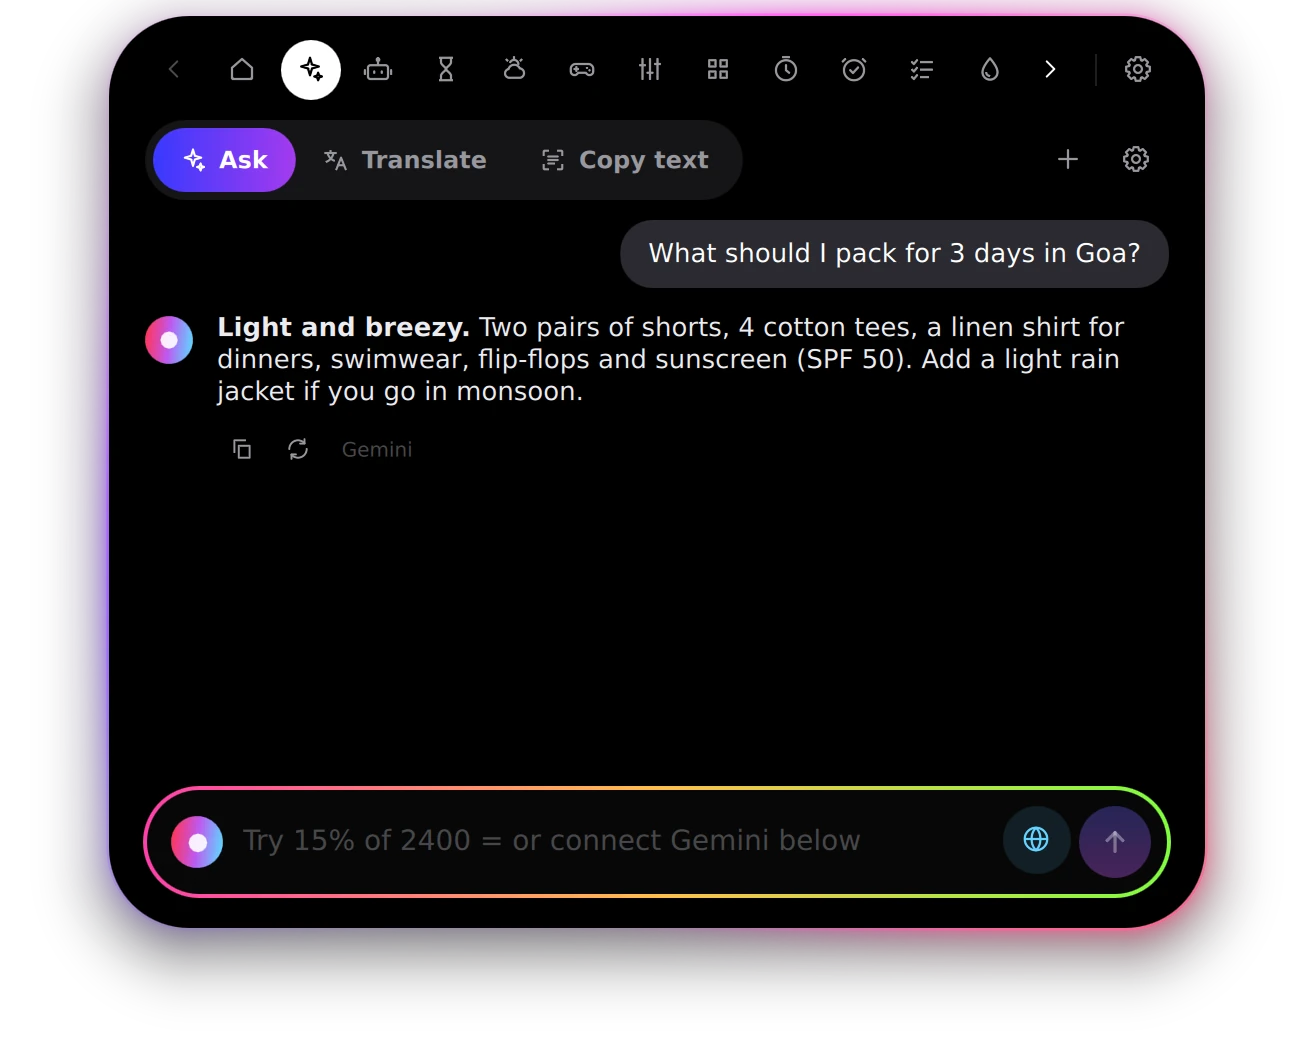 Ask
Translate
Copy text
What should I pack for 3 days in Goa?
Light and breezy. Two pairs of shorts, 4 cotton tees, a linen shirt for
dinners, swimwear, flip-flops and sunscreen (SPF 50). Add a light rain
jacket if you go in monsoon.
Gemini
Try 15% of 2400 = or connect Gemini below